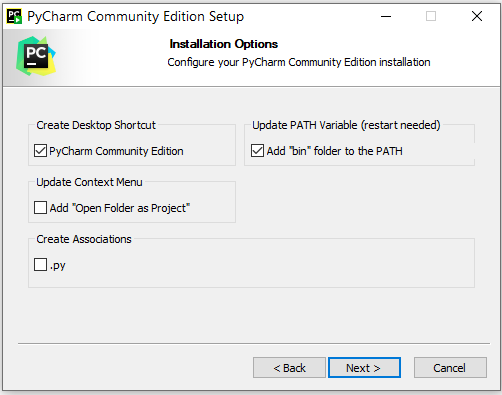 PyCharm Community Edition Setup
PC
Installation Options
Configure your PyCharm Community Edition installation
Create Desktop Shortcut
PyCharm Community Edition
Update PATH Variable (restart needed)
Add "bin" folder to the PATH
Update Context Menu
Add "Open Folder as Project"
Create Associations
.py
< Back
Next >
Cancel